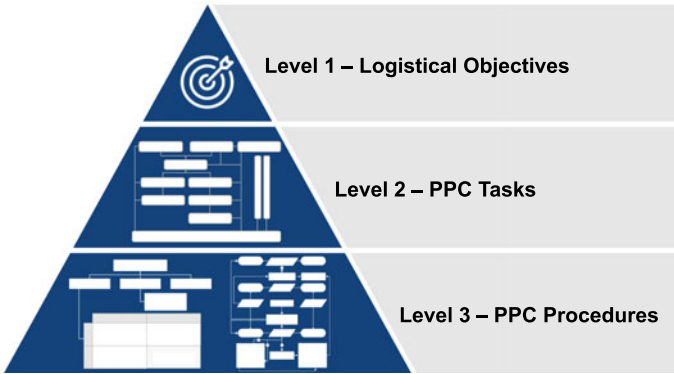 Level 1 – Logistical Objectives
Level 2 – PPC Tasks
Level 3 – PPC Procedures